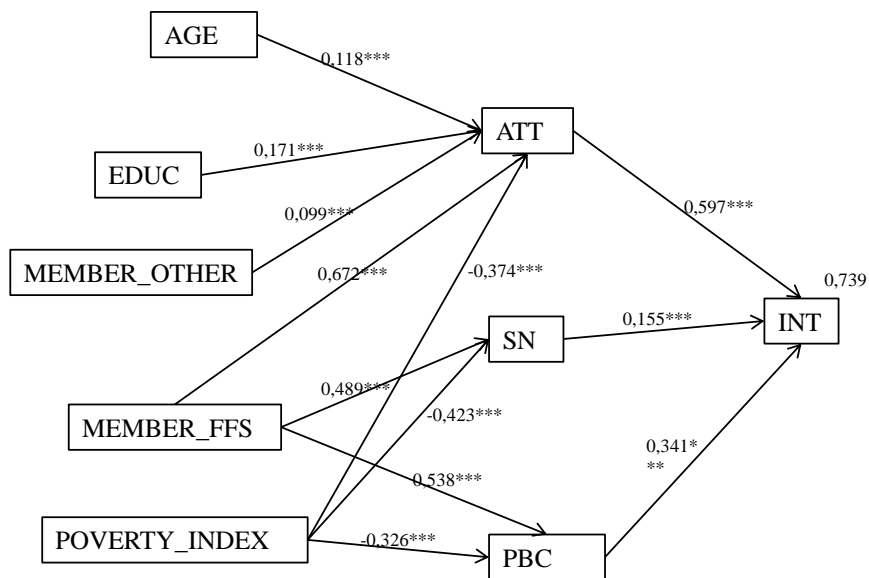 AGE
0,118***
ATT
EDUC
0,171***
0,099***
0,597***
MEMBER_OTHER
0,672***
-0,374***
0,739
INT
SN
0,155***
0,489***
-0,423***
MEMBER_FFS
0,341*
**
0,538***
POVERTY_INDEX
-0,326***
PBC